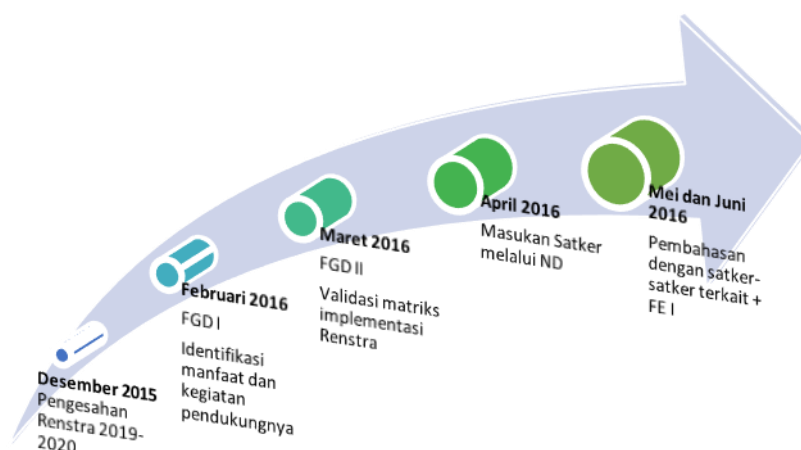 Desember 2015
Pengesahan
Renstra 2019-
2020
Februari 2016
FGD I
Identifikasi
manfaat dan
kegiatan
pendukungnya
Maret 2016
FGD II
Validasi matriks
implementasi
Renstra
April 2016
Masukan Satker
melalui ND
Mei dan Juni
2016
Pembahasan
dengan satker-
satker terkait +
FE I